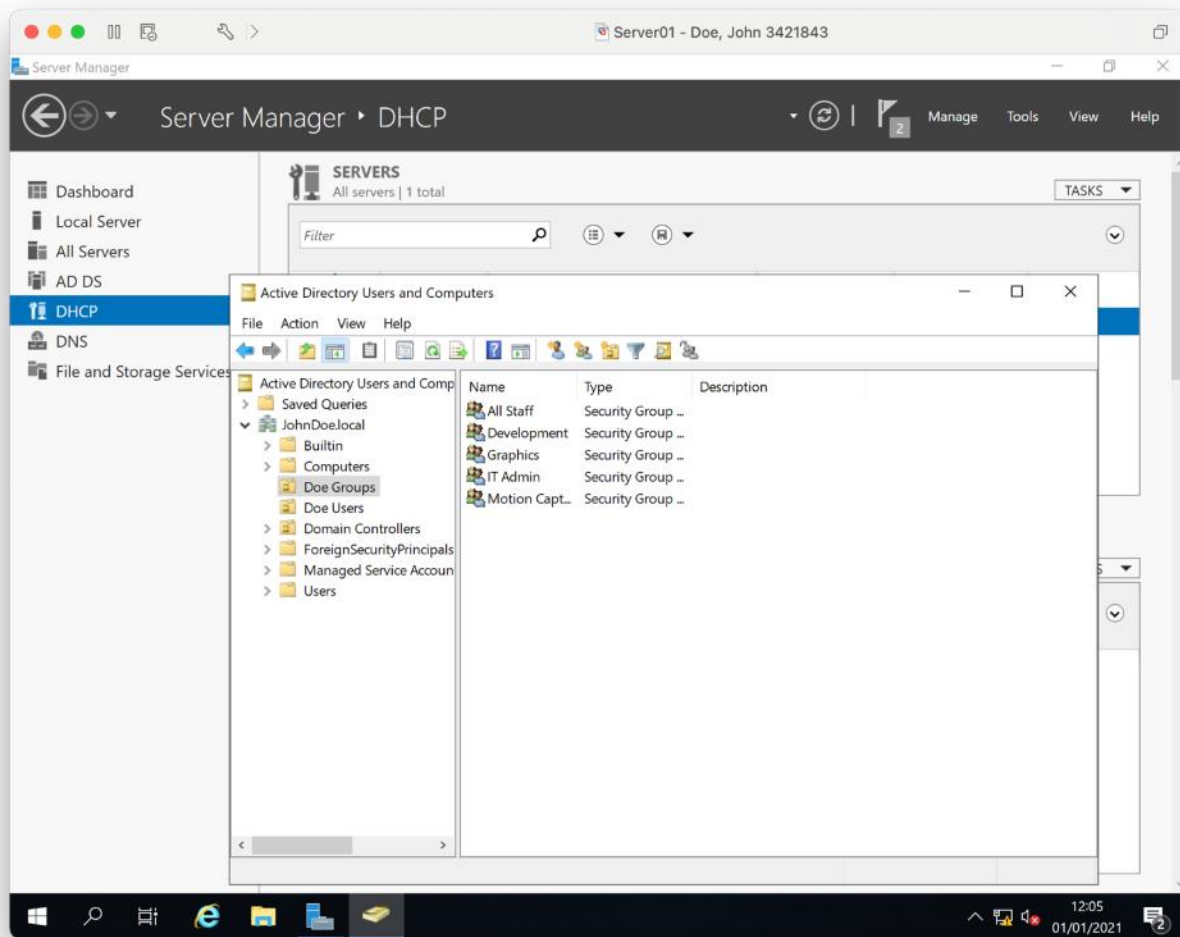 Server01 - Doe, John 3421843
Server Manager
Server Manager ‣ DHCP
2
Manage Tools View Help
Dashboard
Local Server
All Servers
AD DS
DHCP
DNS
File and Storage Services
SERVERS
All servers | 1 total
TASKS
Filter
Active Directory Users and Computers
File Action View Help
Active Directory Users and Comp
Saved Queries
JohnDoe.local
Builtin
Computers
Doe Groups
Doe Users
Domain Controllers
ForeignSecurityPrincipals
Managed Service Accoun
Users
Name Type Description
All Staff Security Group ...
Development Security Group ...
Graphics Security Group ...
IT Admin Security Group ...
Motion Capt... Security Group ...
S
12:05
01/01/2021
2